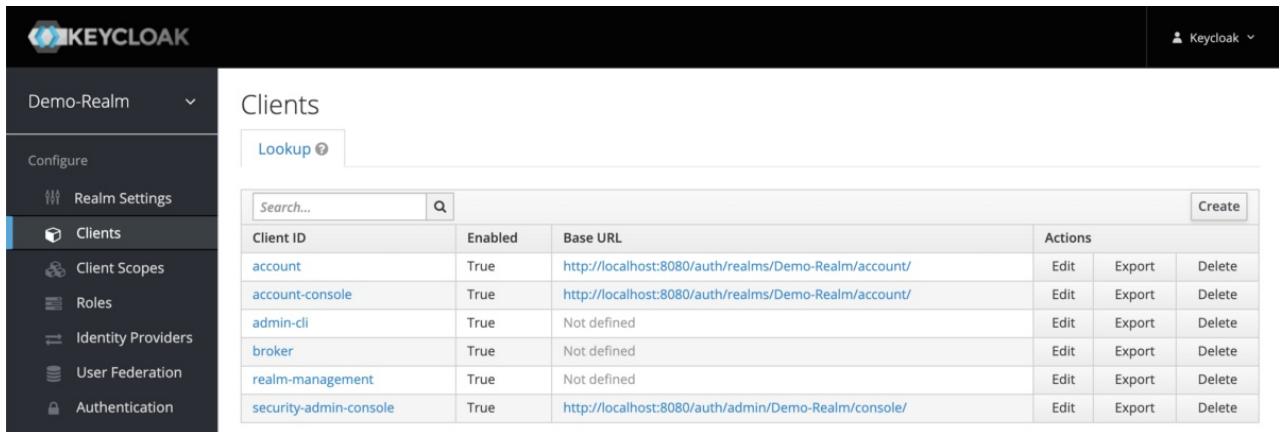 KEYCLOAK
Keycloak
Demo-Realm
Configure
Realm Settings
Clients
Client Scopes
Roles
Identity Providers
User Federation
Authentication
Clients
Lookup
Search... Create
Client ID Enabled Base URL Actions
account True http://localhost:8080/auth/realms/Demo-Realm/account/ Edit Export Delete
account-console True http://localhost:8080/auth/realms/Demo-Realm/account/ Edit Export Delete
admin-cli True Not defined Edit Export Delete
broker True Not defined Edit Export Delete
realm-management True Not defined Edit Export Delete
security-admin-console True http://localhost:8080/auth/admin/Demo-Realm/console/ Edit Export Delete